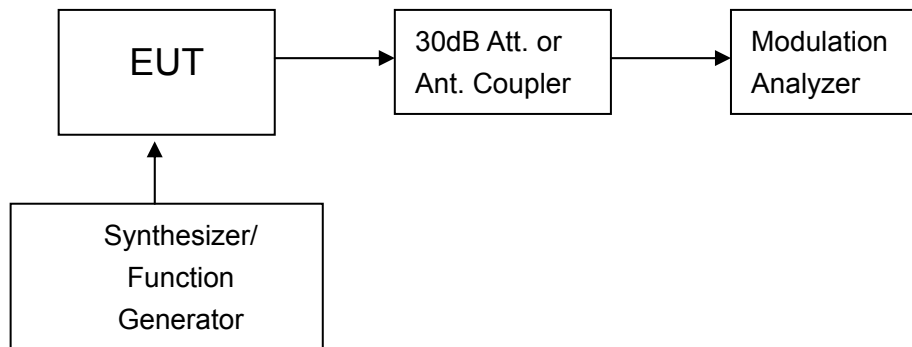 EUT
30dB Att. or
Ant. Coupler
Modulation
Analyzer
Synthesizer/
Function
Generator